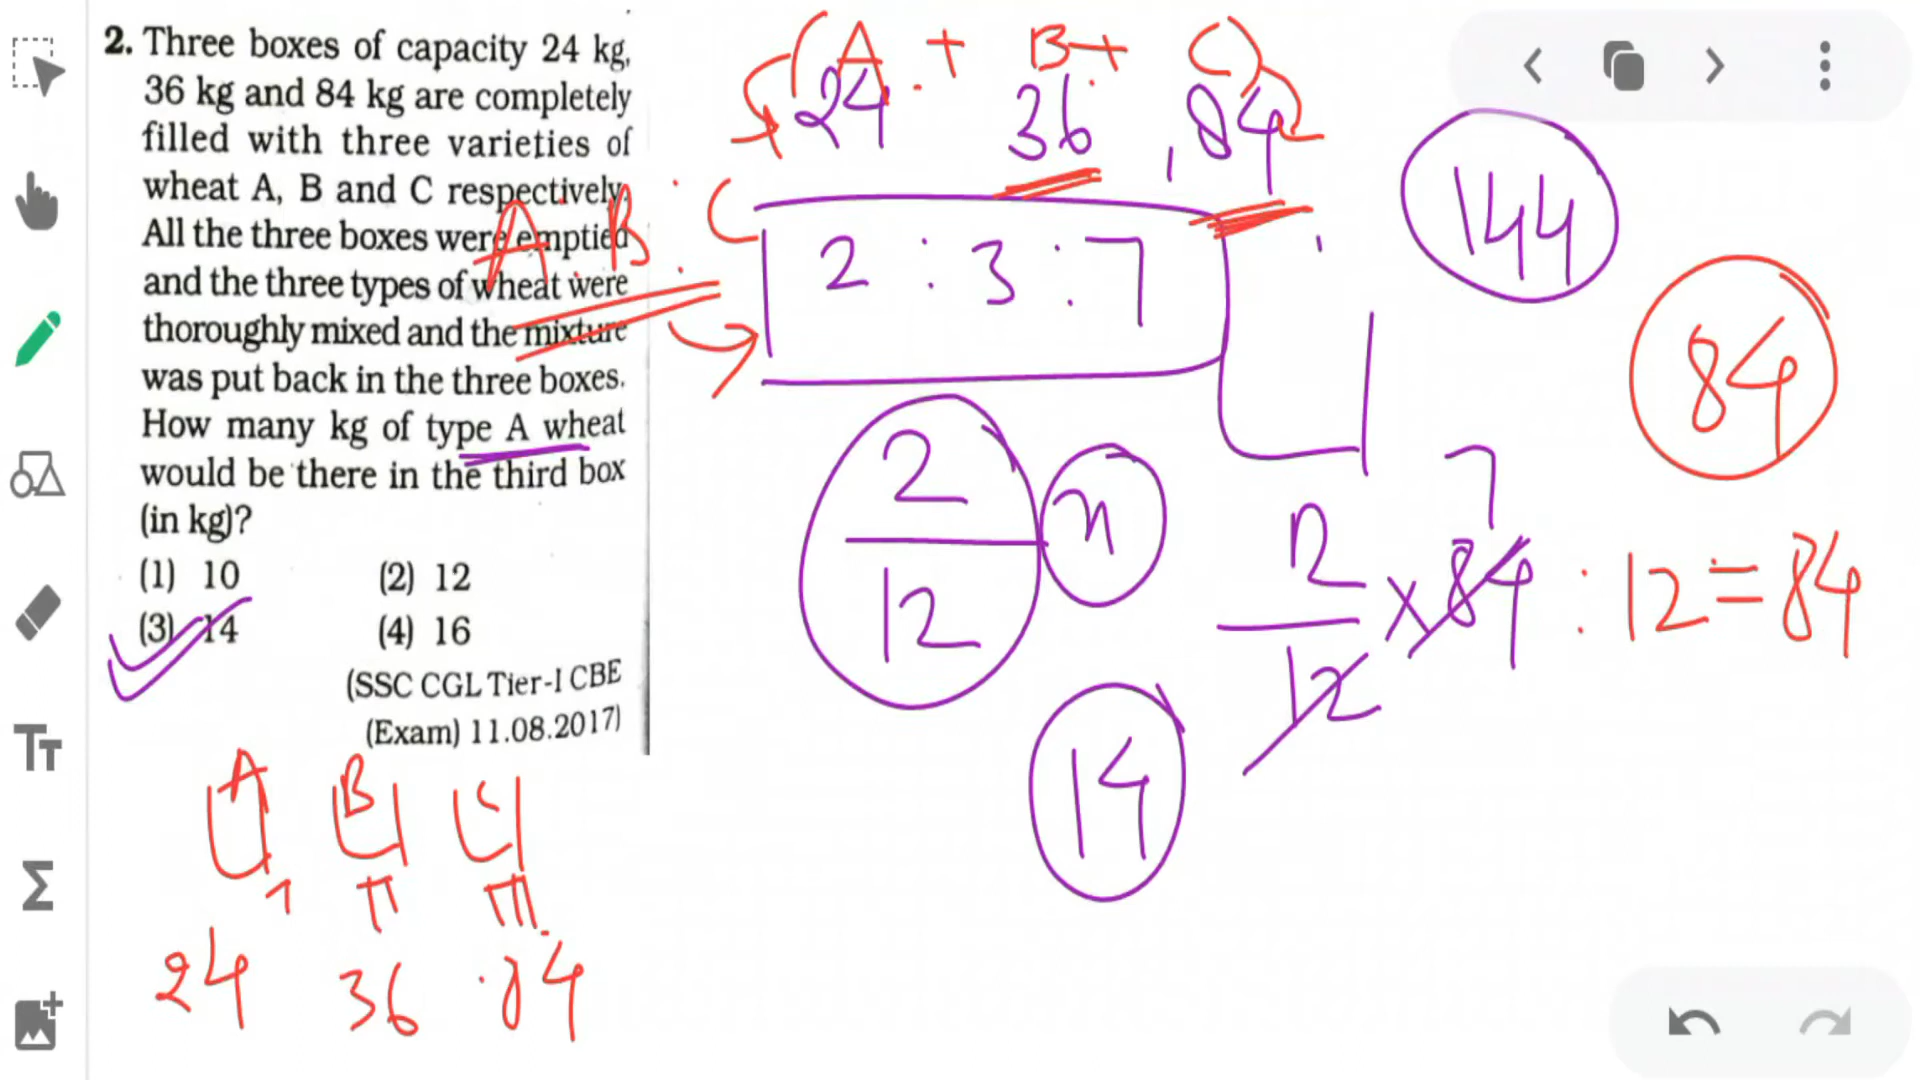 2. Three boxes of capacity 24 kg,
36 kg and 84 kg are completely
filled with three varieties of
wheat A, B and C respectively.
All the three boxes were emptied
and the three types of wheat were
thoroughly mixed and the mixture
was put back in the three boxes.
How many kg of type A wheat
would be there in the third box
(in kg)?
(1) 10 (2) 12
(3) 14 (4) 16
(SSC CGL Tier-I CBE
(Exam) 11.08.2017)
A B C
I II III
24 36 84
A + B + C
24 36 84
A : B : C
2 : 3 : 7
144
84
2/12 x
2/12 × 84
7
: 12 = 84
14
TT
Σ